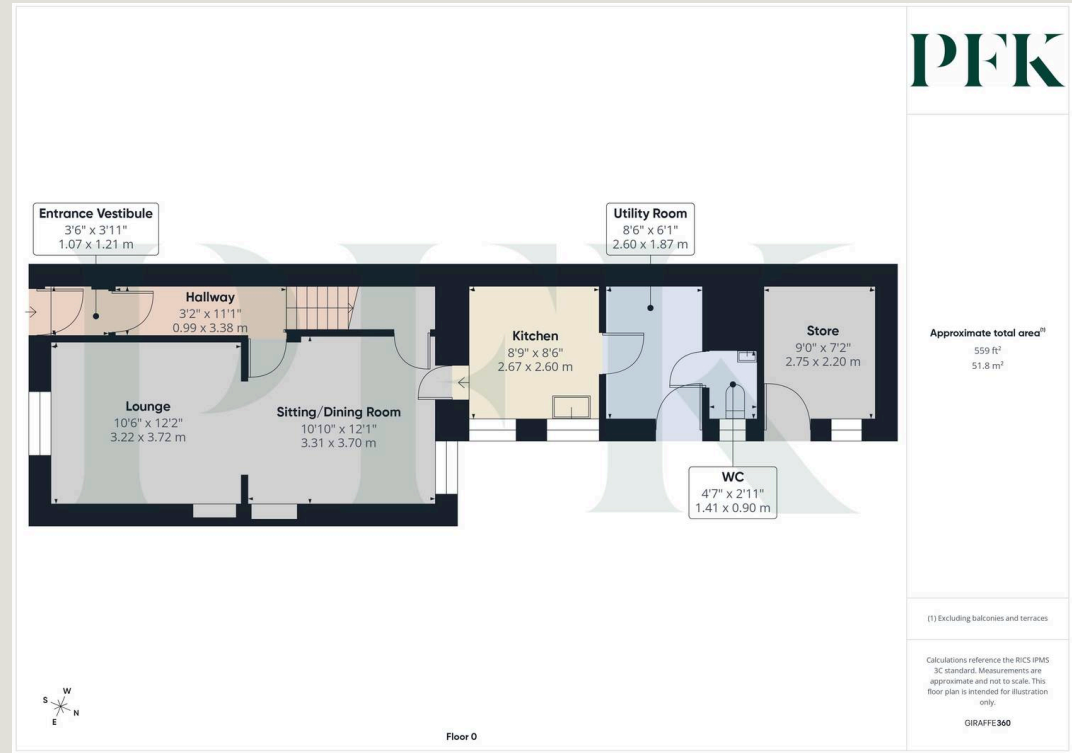 PFK
Entrance Vestibule
3'6" x 3'11"
1.07 x 1.21 m
Utility Room
8'6" x 6'1"
2.60 x 1.87 m
Hallway
3'2" x 11'1"
0.99 x 3.38 m
Kitchen
8'9" x 8'6"
2.67 x 2.60 m
Store
9'0" x 7'2"
2.75 x 2.20 m
Lounge
10'6" x 12'2"
3.22 x 3.72 m
Sitting/Dining Room
10'10" x 12'1"
3.31 x 3.70 m
WC
4'7" x 2'11"
1.41 x 0.90 m
PFK
Approximate total area(1)
559 ft²
51.8 m²
(1) Excluding balconies and terraces
Calculations reference the RICS IPMS
3C standard. Measurements are
approximate and not to scale. This
floor plan is intended for illustration
only.
GIRAFFE360
W
S
N
E
Floor 0